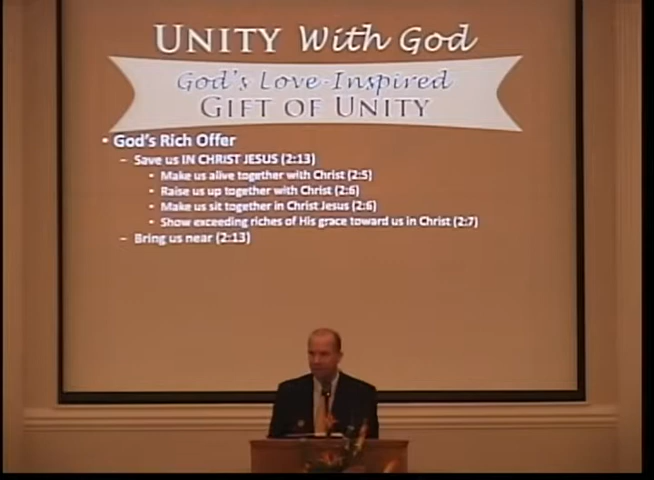 UNITY With God
God's Love-Inspired
GIFT OF UNITY
• God's Rich Offer
– Save us IN CHRIST JESUS (2:13)
• Make us alive together with Christ (2:5)
• Raise us up together with Christ (2:6)
• Make us sit together in Christ Jesus (2:6)
• Show exceeding riches of His grace toward us in Christ (2:7)
– Bring us near (2:13)